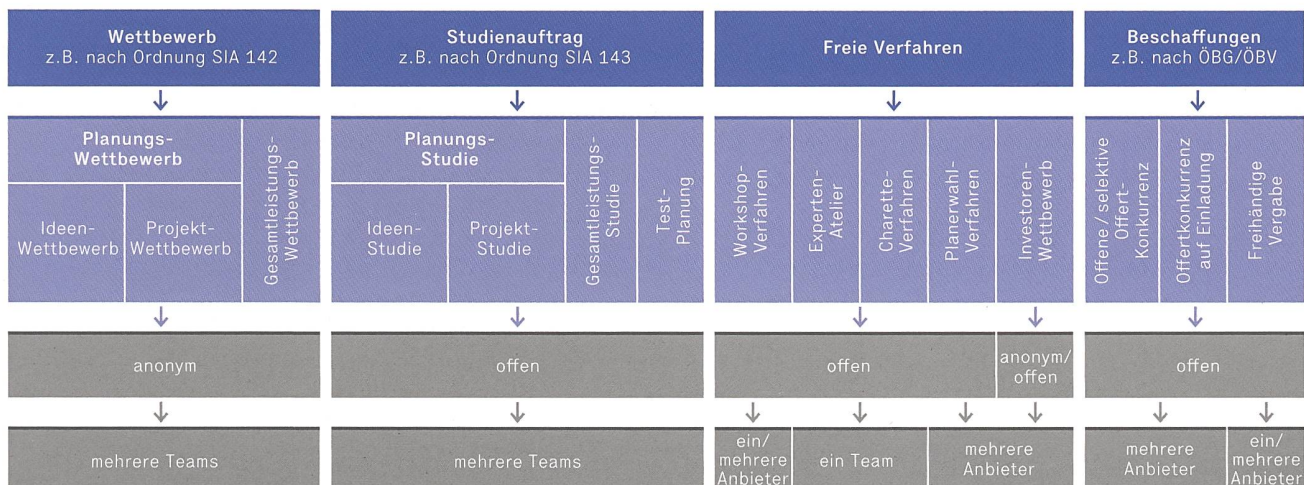 Wettbewerb
z.B. nach Ordnung SIA 142
Studienauftrag
z.B. nach Ordnung SIA 143
Freie Verfahren
Beschaffungen
z.B. nach ÖBG/ÖBV
Planungs-
Wettbewerb
Ideen-
Wettbewerb
Projekt-
Wettbewerb
Gesamtleistungs-
Wettbewerb
Planungs-
Studie
Ideen-
Studie
Projekt-
Studie
Gesamtleistungs-
Studie
Test-
Planung
Workshop-
Verfahren
Experten-
Atelier
Charette-
Verfahren
Planerwahl-
Verfahren
Investoren-
Wettbewerb
Offene/selektive
Offert-
Konkurrenz
Offertkonkurrenz
auf Einladung
Freihändige
Vergabe
anonym
offen
offen
anonym/
offen
offen
mehrere Teams
mehrere Teams
ein/
mehrere
Anbieter
ein Team
mehrere
Anbieter
mehrere
Anbieter
ein/
mehrere
Anbieter